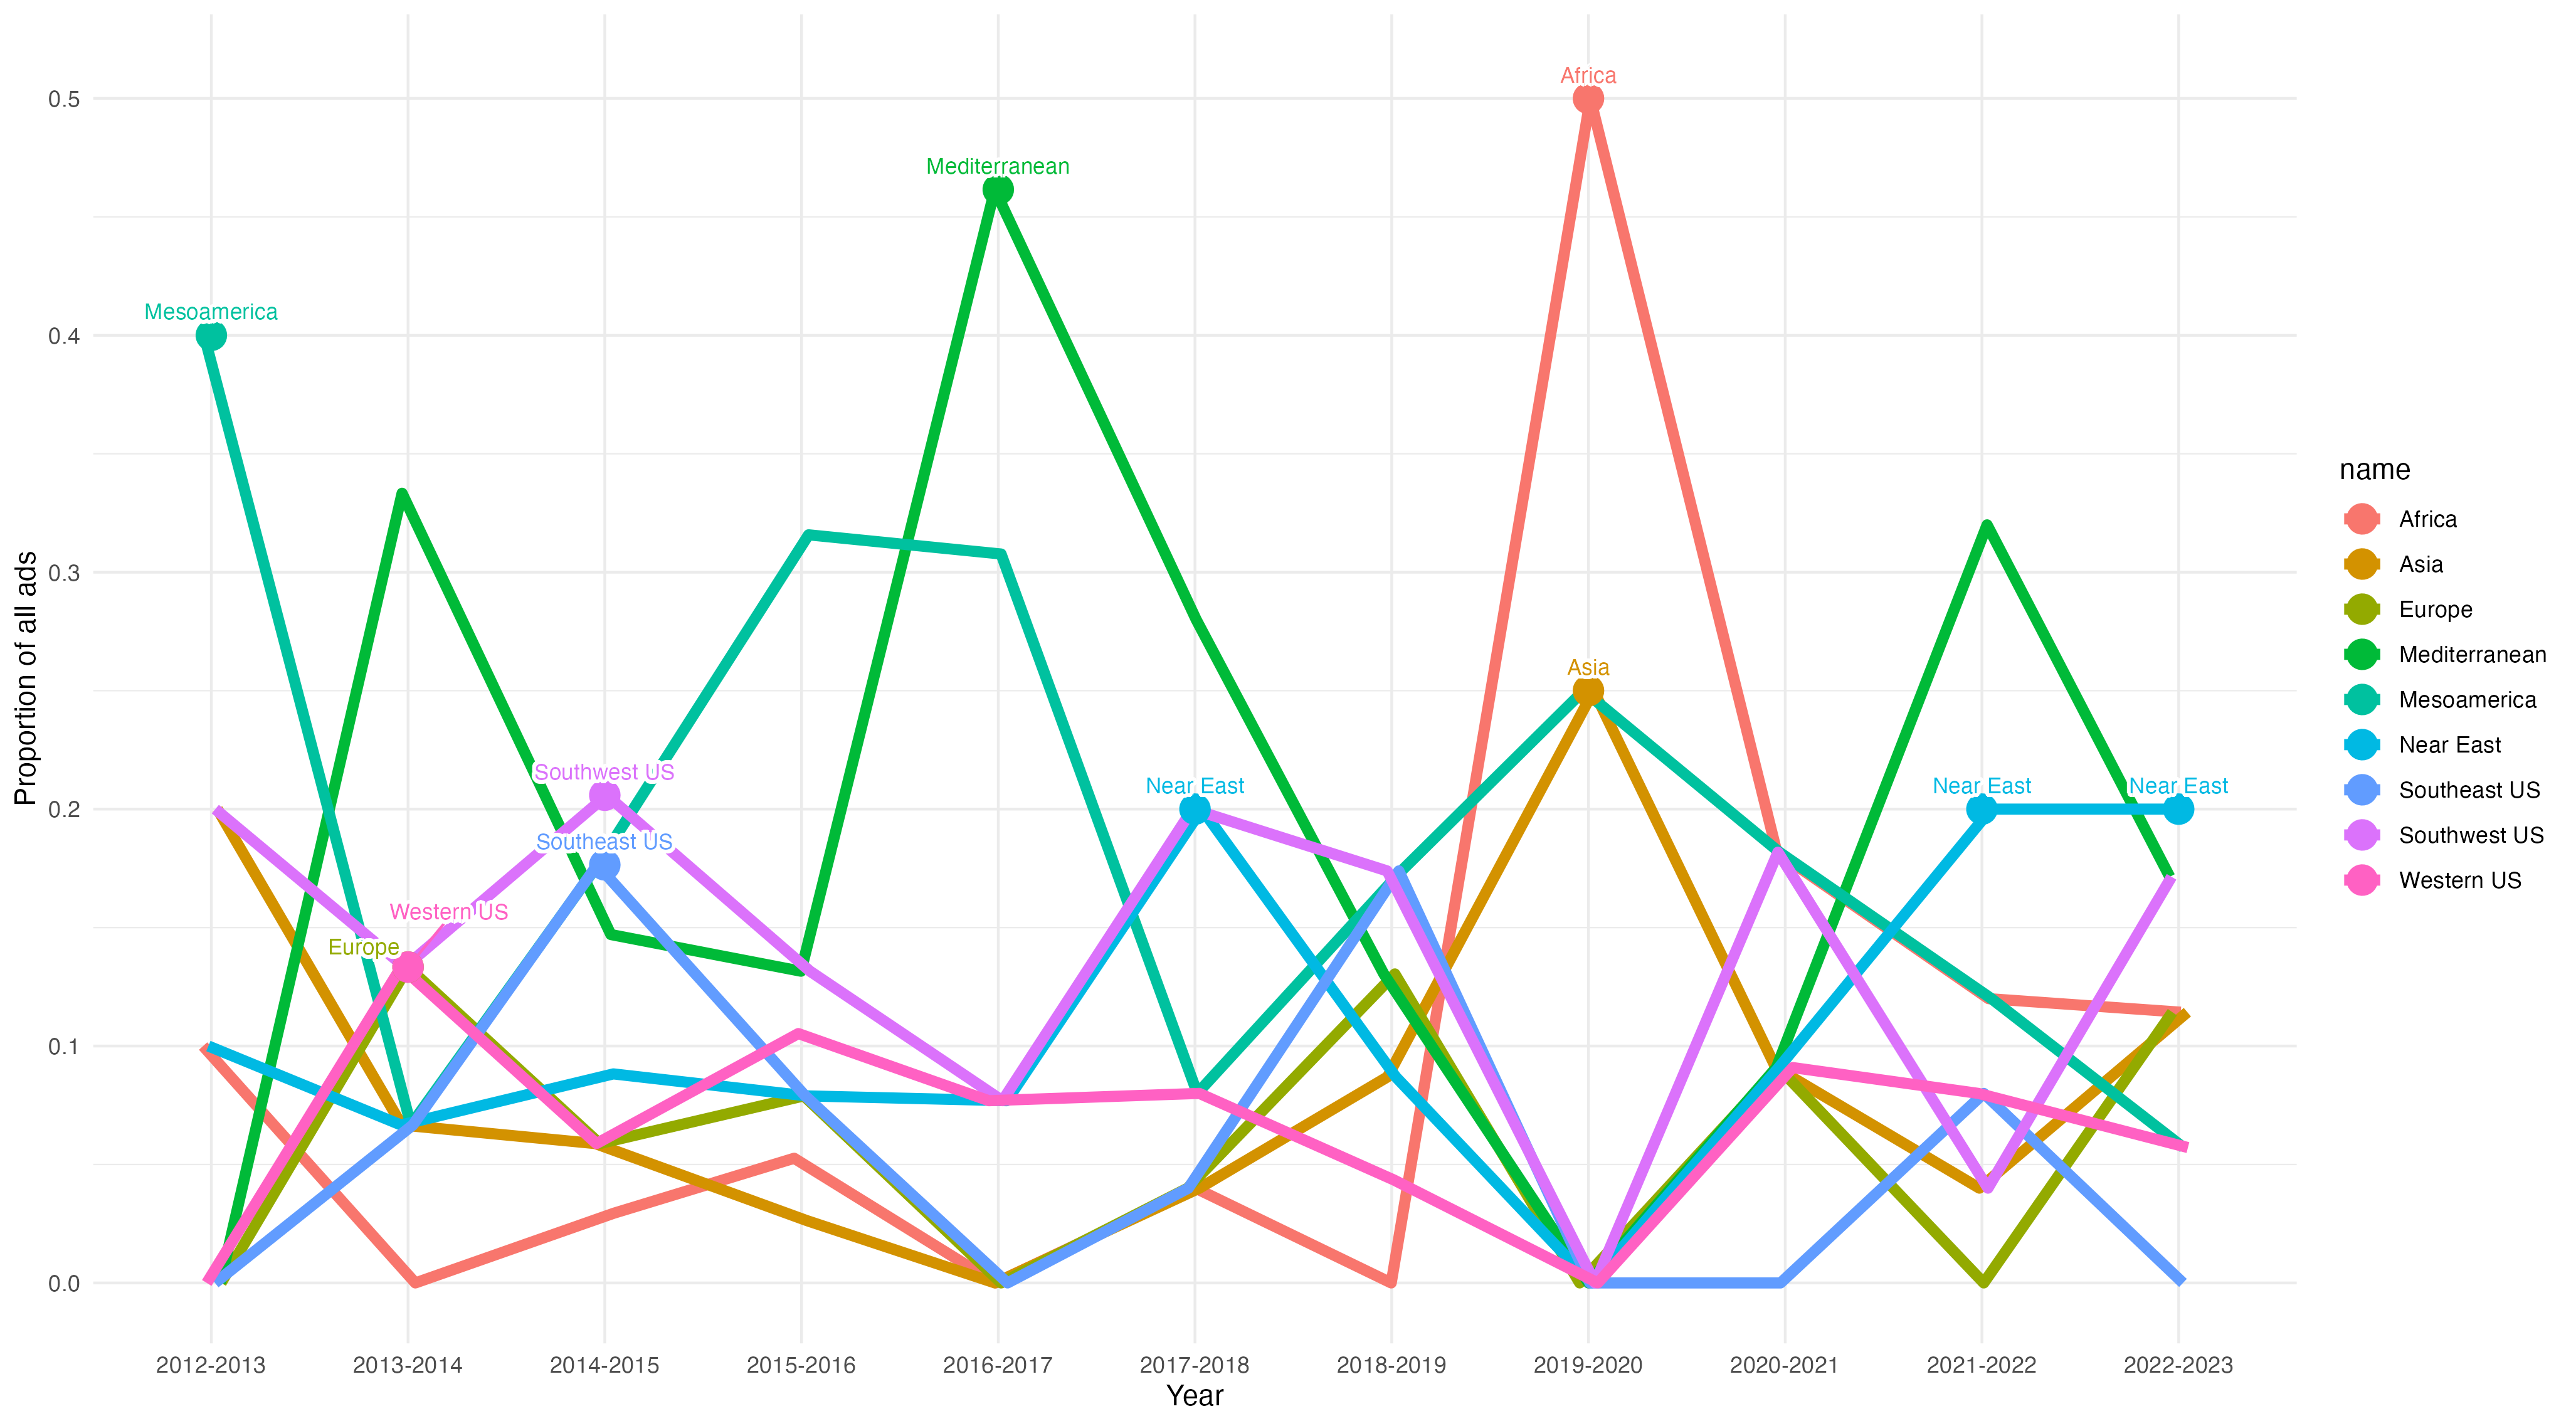 Africa
0.5
Mediterranean
Mesoamerica
0.4
0.3
Asia
Southwest US
Near East
Near East
Near East
0.2
Southeast US
Western US
Europe
0.1
0.0
Proportion of all ads
2012-2013
2013-2014
2014-2015
2015-2016
2016-2017
2017-2018
2018-2019
2019-2020
2020-2021
2021-2022
2022-2023
Year
name
Africa
Asia
Europe
Mediterranean
Mesoamerica
Near East
Southeast US
Southwest US
Western US